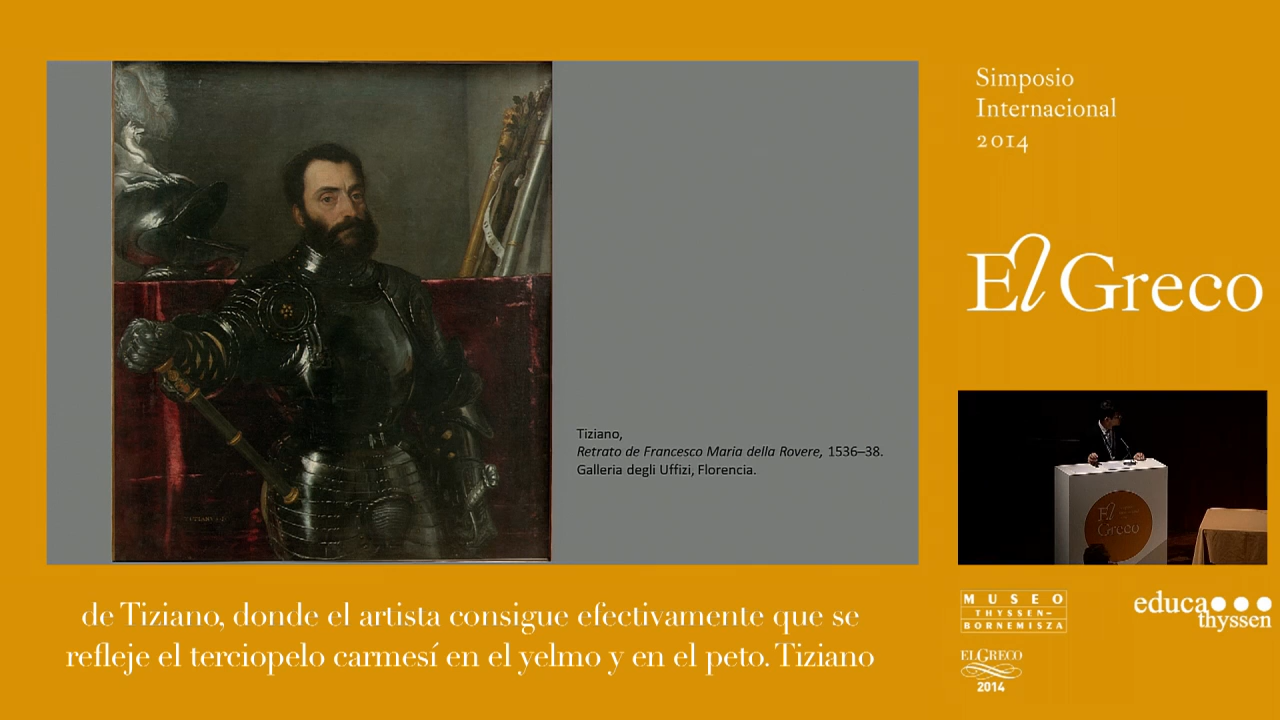 Simposio
Internacional
2014
El Greco
Tiziano,
Retrato de Francesco Maria della Rovere, 1536–38.
Galleria degli Uffizi, Florencia.
El
Greco
de Tiziano, donde el artista consigue efectivamente que se
refleje el terciopelo carmesí en el yelmo y en el peto. Tiziano
MUSEO
THYSSEN-
BORNEMISZA
educa
thyssen
ELGRECO
2014